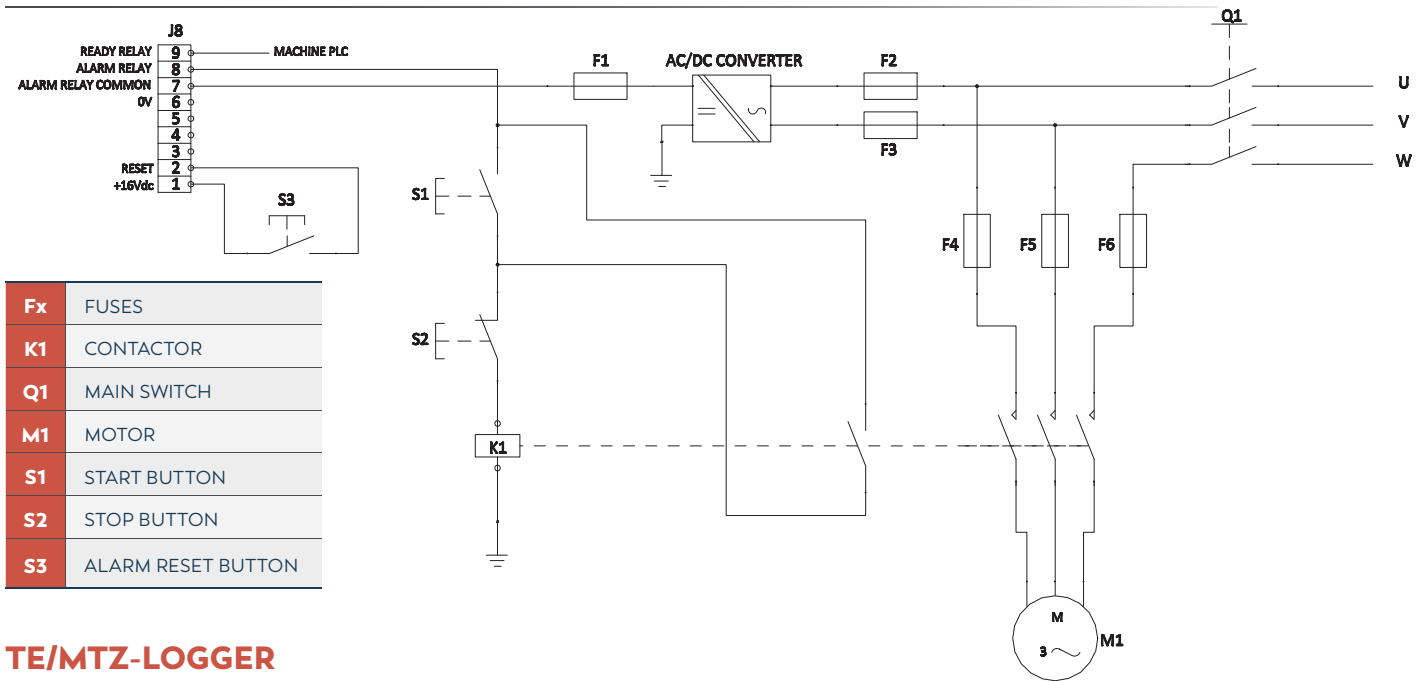 Q1
J8
READY RELAY 9 MACHINE PLC
ALARM RELAY 8
ALARM RELAY COMMON 7
0V 6
5
4
3
RESET 2
+16Vdc 1
F1
AC/DC CONVERTER
F2
F3
U
V
W
S1
S3
F4
F5
F6
Fx FUSES
K1 CONTACTOR
Q1 MAIN SWITCH
M1 MOTOR
S1 START BUTTON
S2 STOP BUTTON
S3 ALARM RESET BUTTON
S2
K1
M
3
M1
TE/MTZ-LOGGER